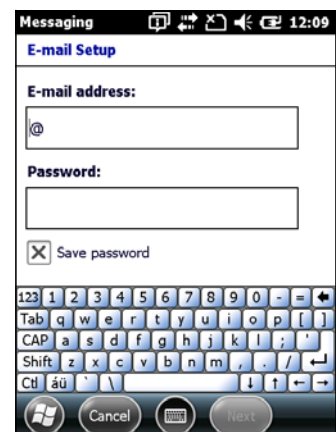 Messaging 12:09
E-mail Setup
E-mail address:
@
Password:
Save password
123 1 2 3 4 5 6 7 8 9 0 - =
Tab q w e r t y u i o p [ ]
CAP a s d f g h j k l ; '
Shift z x c v b n m , . /
Ctl áü ` \ ↓ ↑ ← →
Cancel Next